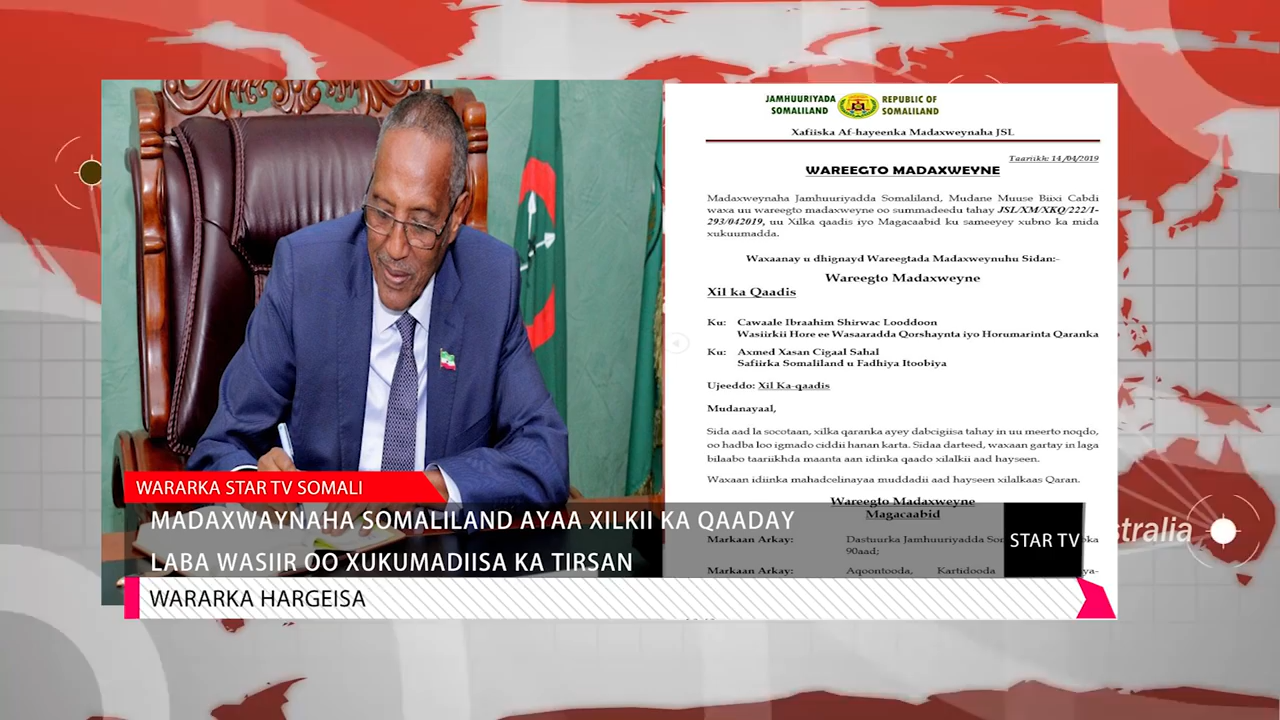 JAMHUURIYADA
SOMALILAND
REPUBLIC OF
SOMALILAND
Xafiiska Af-hayeenka Madaxweynaha JSL
Taariikh: 14/04/2019
WAREEGTO MADAXWEYNE
Madaxweynaha Jamhuuriyadda Somaliland, Mudane Muuse Biixi Cabdi
waxa uu wareegto madaxweyne oo summadeedu tahay JSL/XM/XKQ/222/1-
293/042019, uu Xilka qaadis iyo Magacaabid ku sameeyey xubno ka mida
xukuumadda.
Waxaanay u dhignayd Wareegtada Madaxweynuhu Sidan:-
Wareegto Madaxweyne
Xil ka Qaadis
Ku: Cawaale Ibraahim Shirwac Looddoon
Wasiirkii Hore ee Wasaaradda Qorshaynta iyo Horumarinta Qaranka
Ku: Axmed Xasan Cigaal Sahal
Safiirka Somaliland u Fadhiya Itoobiya
Ujeeddo: Xil Ka-qaadis
Mudanayaal,
Sida aad la socotaan, xilka qaranka ayey dabcigiisa tahay in uu meerto noqdo,
oo hadba loo igmado ciddii hanan karta. Sidaa darteed, waxaan gartay in laga
bilaabo taariikhda maanta aan idinka qaado xilalkii aad hayseen.
Waxaan idiinka mahadcelinayaa muddadii aad hayseen xilalkaas Qaran.
Wareegto Madaxweyne
Magacaabid
Markaan Arkay: Dastuurka Jamhuuriyadda
90aad;
Markaan Arkay: Aqoontooda, Kartidooda
WARARKA STAR TV SOMALI
MADAXWAYNAHA SOMALILAND AYAA XILKII KA QAADAY
LABA WASIIR OO XUKUMADIISA KA TIRSAN
STAR TV
WARARKA HARGEISA